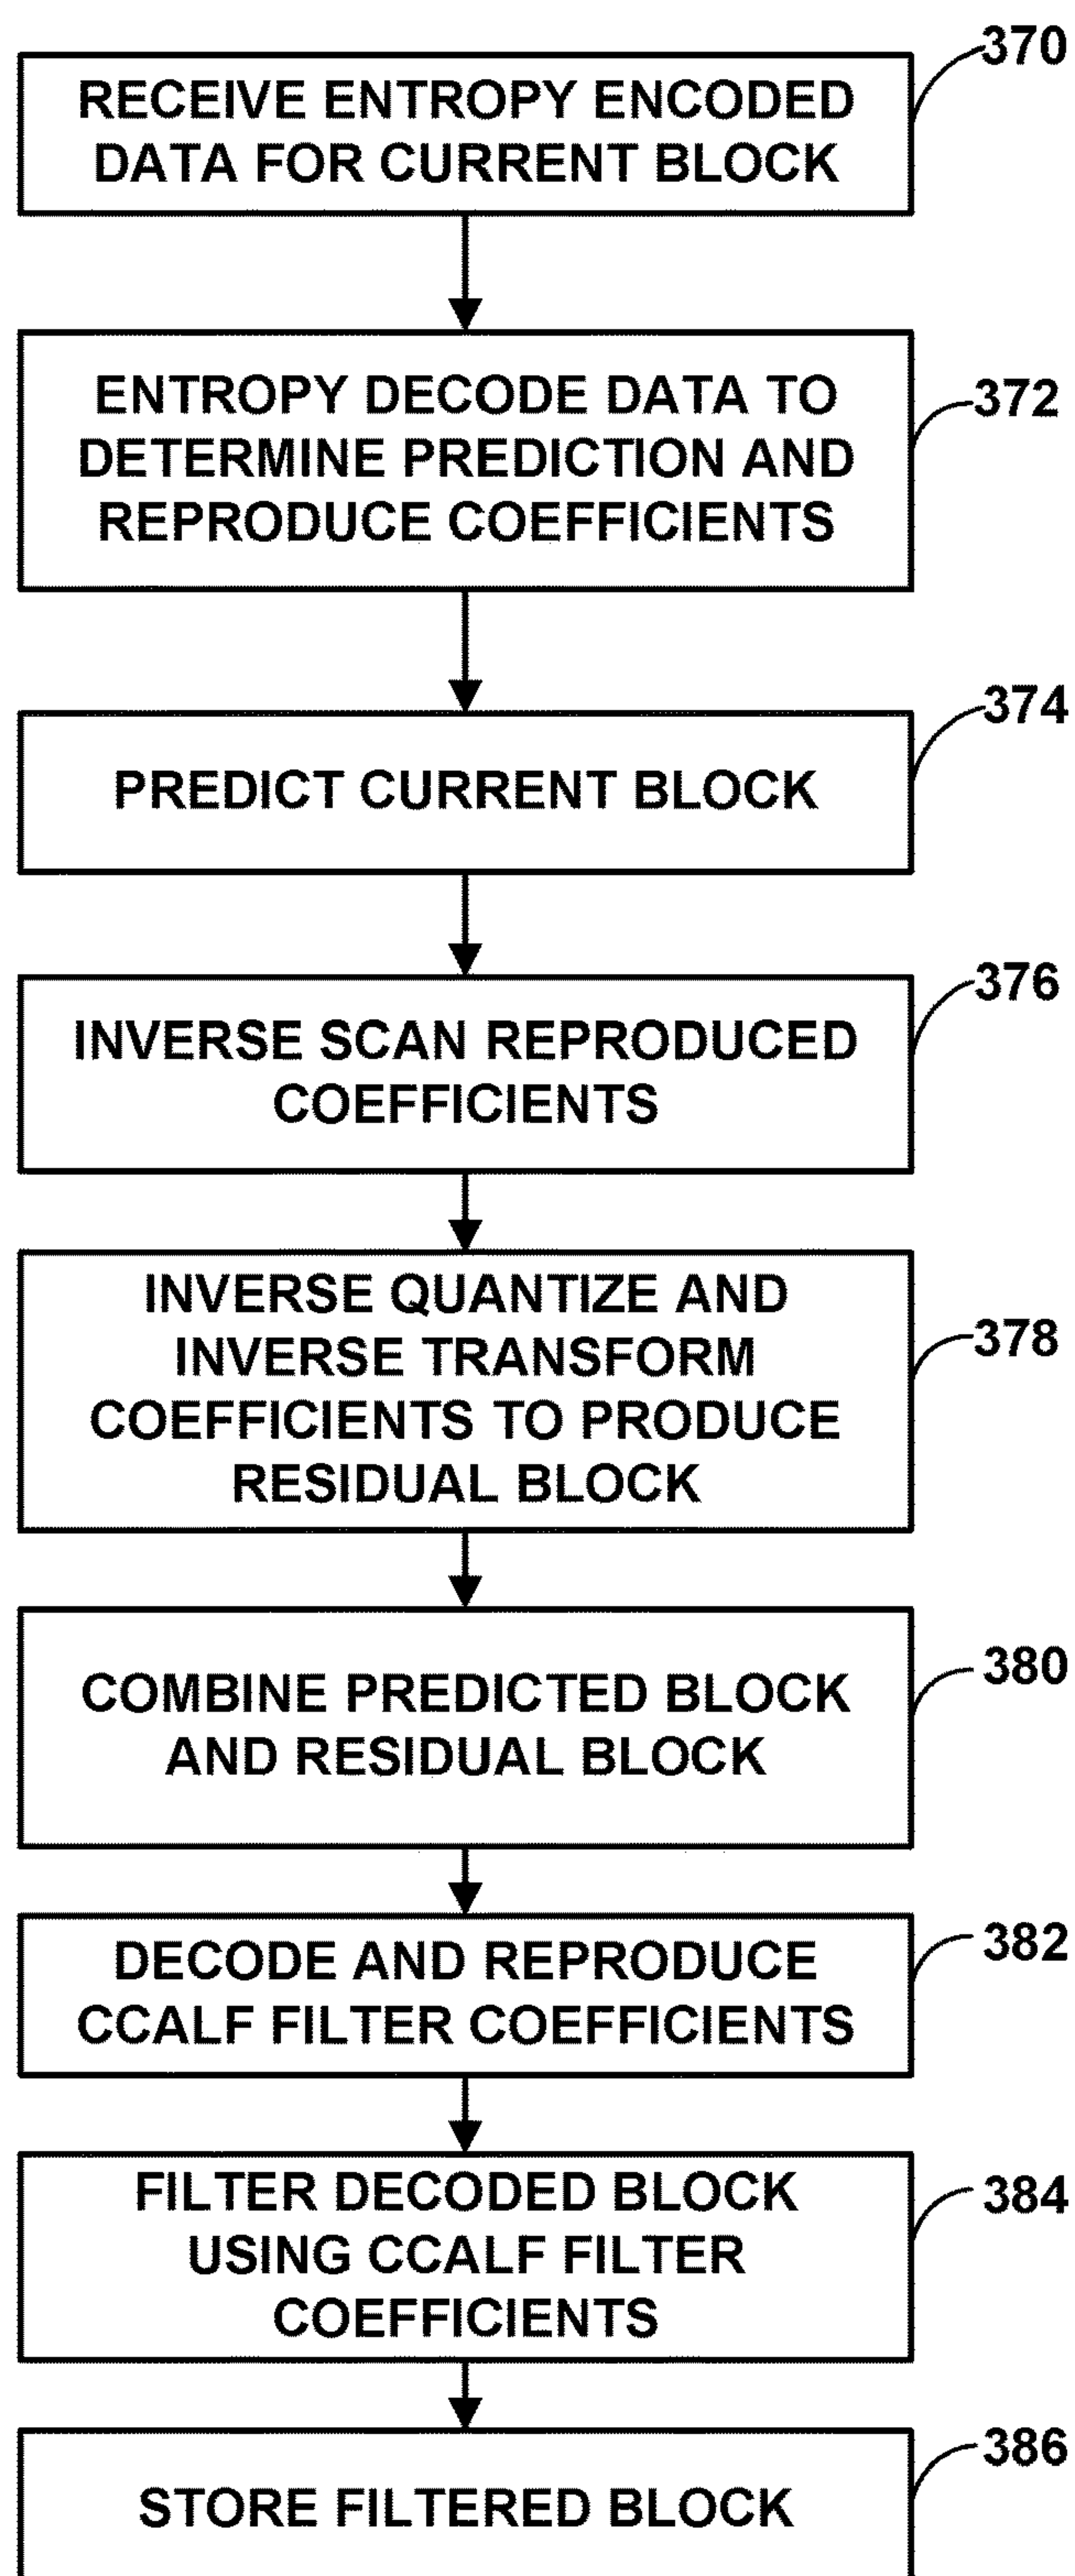 370
RECEIVE ENTROPY ENCODED
DATA FOR CURRENT BLOCK
372
ENTROPY DECODE DATA TO
DETERMINE PREDICTION AND
REPRODUCE COEFFICIENTS
374
PREDICT CURRENT BLOCK
376
INVERSE SCAN REPRODUCED
COEFFICIENTS
378
INVERSE QUANTIZE AND
INVERSE TRANSFORM
COEFFICIENTS TO PRODUCE
RESIDUAL BLOCK
380
COMBINE PREDICTED BLOCK
AND RESIDUAL BLOCK
382
DECODE AND REPRODUCE
CCALF FILTER COEFFICIENTS
384
FILTER DECODED BLOCK
USING CCALF FILTER
COEFFICIENTS
386
STORE FILTERED BLOCK